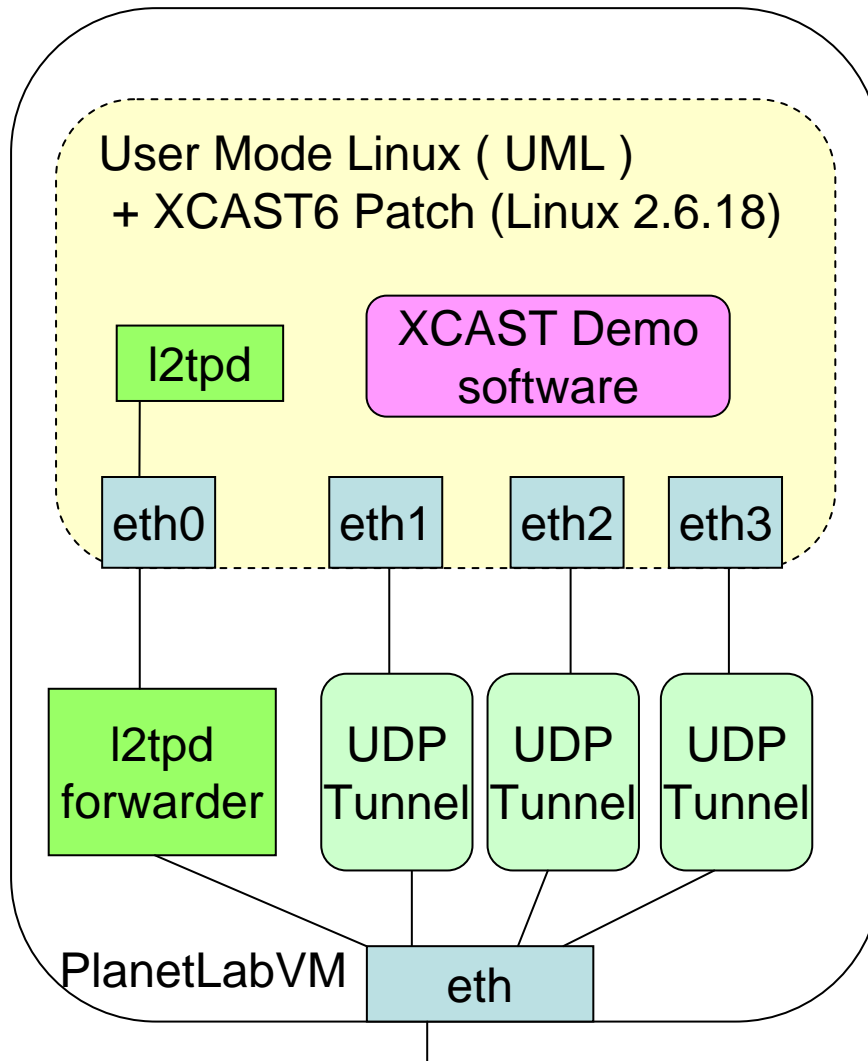 User Mode Linux ( UML )
+ XCAST6 Patch (Linux 2.6.18)
XCAST Demo
software
l2tpd
eth0
eth1
eth2
eth3
l2tpd
forwarder
UDP
Tunnel
UDP
Tunnel
UDP
Tunnel
PlanetLabVM
eth